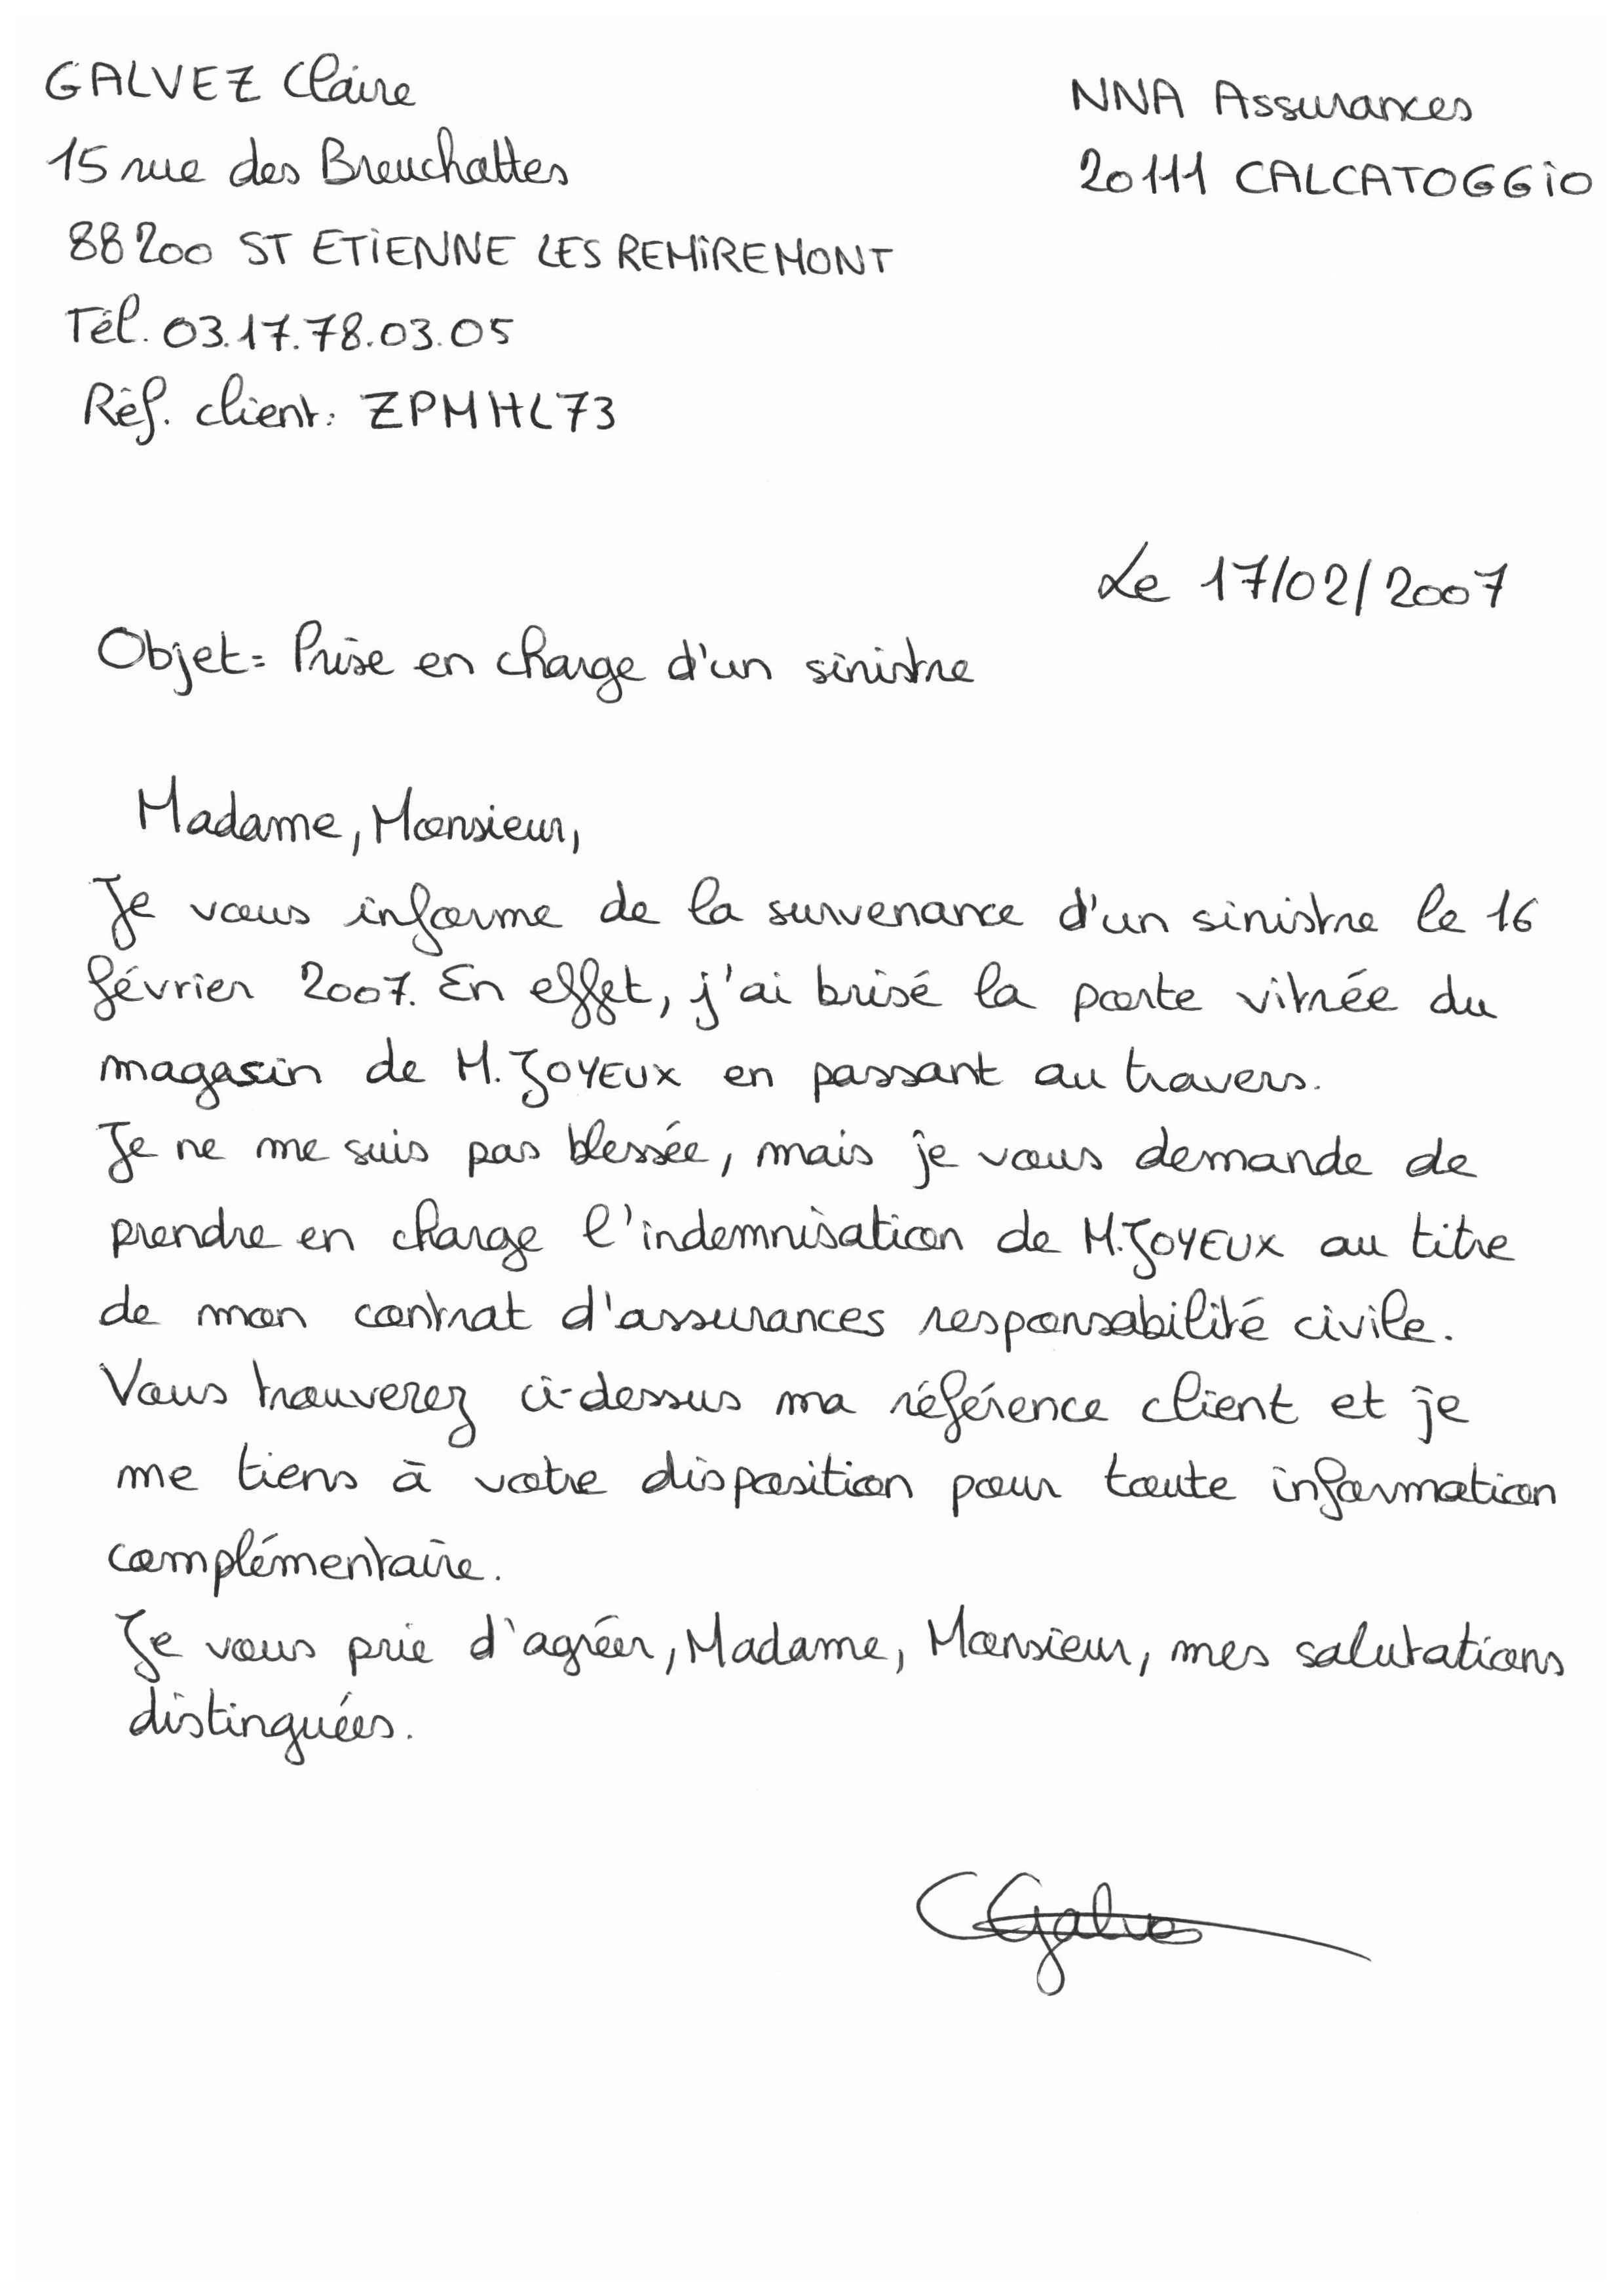 GALVEZ Claire
15 rue des Breuchattes
88200 ST ETIENNE LES REMIREMONT
Tél. 03.17.78.03.05
Réf. client: ZPMHL73
NNA Assurances
20111 CALCATOGGIO
Le 17/02/2007
Objet: Prise en charge d'un sinistre
Madame, Monsieur,
Je vous informe de la survenance d'un sinistre le 16
février 2007. En effet, j'ai brisé la porte vitrée du
magasin de M. JOYEUX en passant au travers.
Je ne me suis pas blessée, mais je vous demande de
prendre en charge l'indemnisation de M. JOYEUX au titre
de mon contrat d'assurances responsabilité civile.
Vous trouverez ci-dessus ma référence client et je
me tiens à votre disposition pour toute information
complémentaire.
Je vous prie d'agréer, Madame, Monsieur, mes salutations
distinguées.
CGalvez